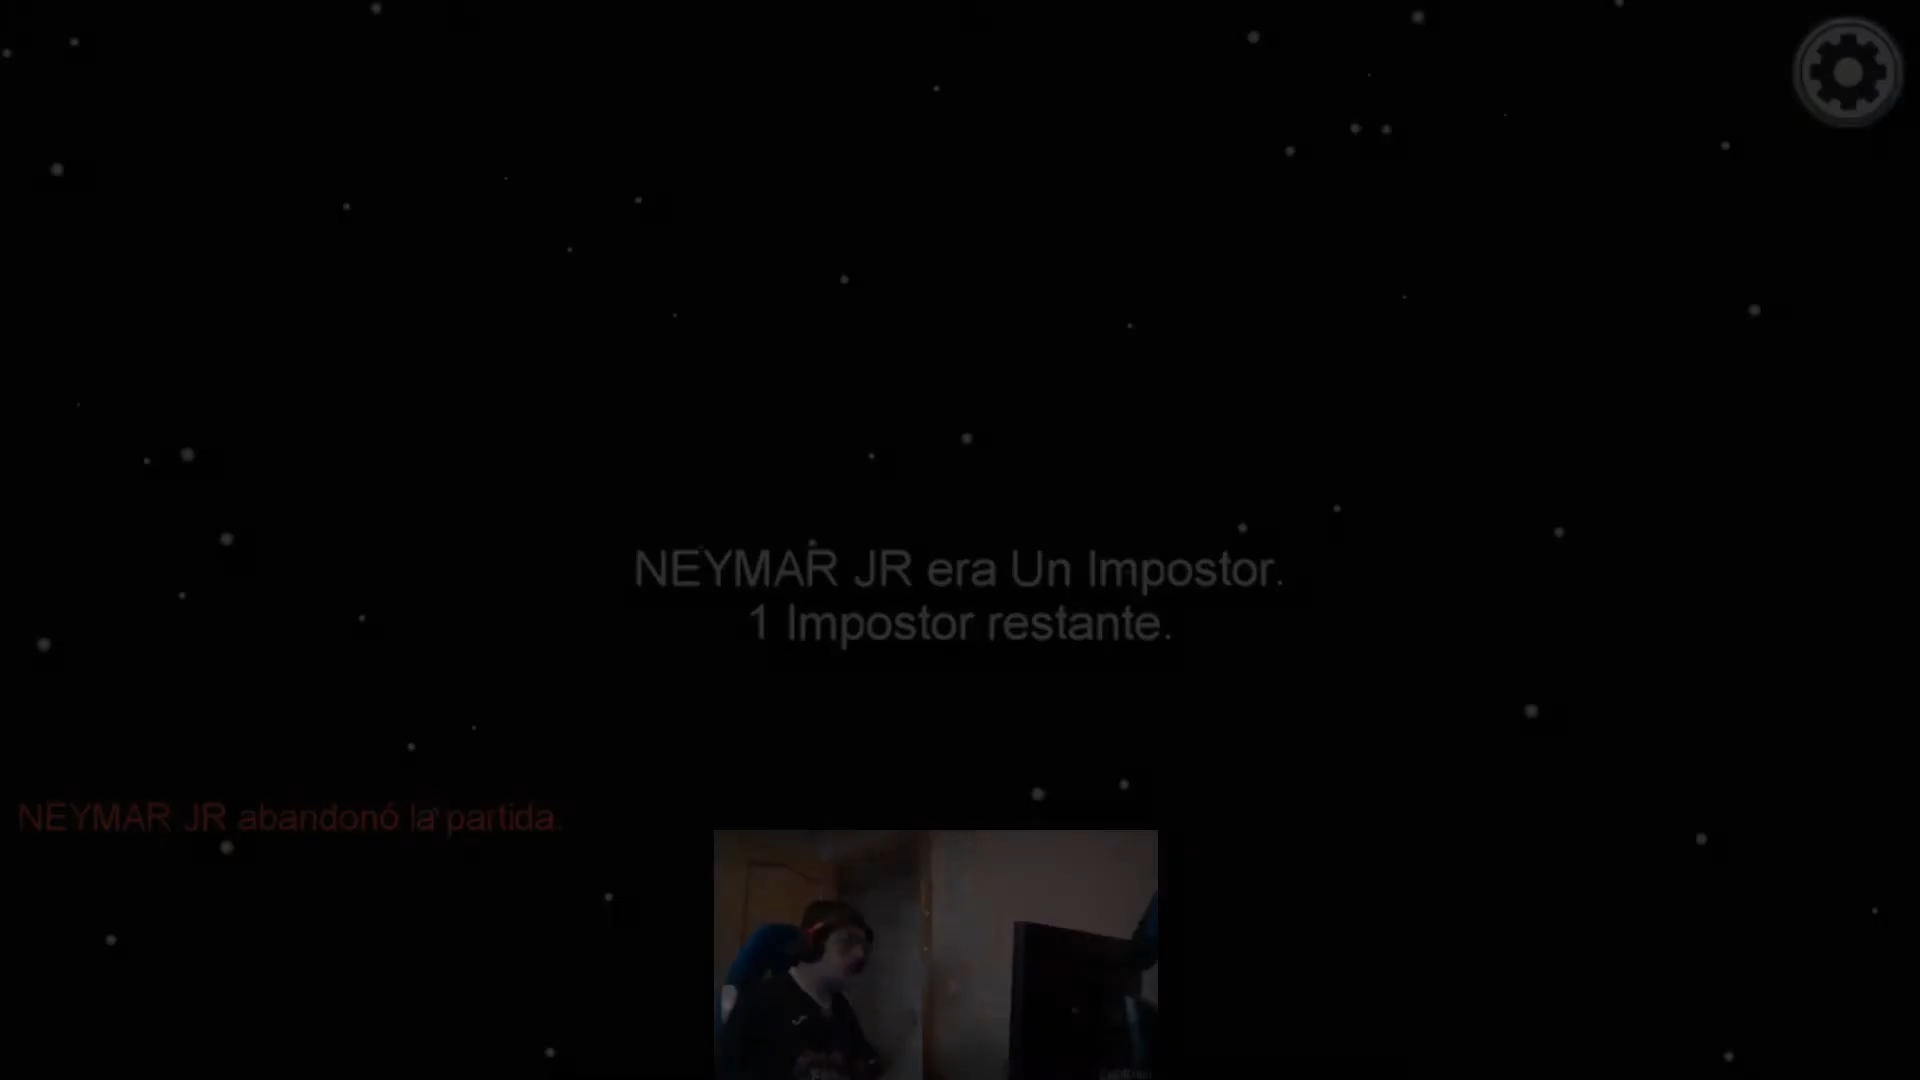 NEYMAR JR era Un Impostor.
1 Impostor restante.
NEYMAR JR abandonó la partida.